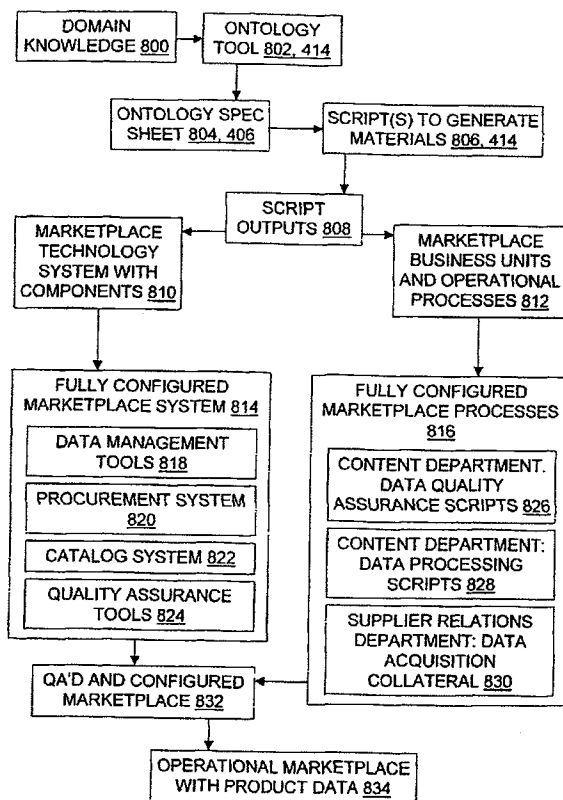 DOMAIN
KNOWLEDGE 800
ONTOLOGY
TOOL 802, 414
ONTOLOGY SPEC
SHEET 804, 406
SCRIPT(S) TO GENERATE
MATERIALS 806, 414
SCRIPT
OUTPUTS 808
MARKETPLACE
TECHNOLOGY
SYSTEM WITH
COMPONENTS 810
MARKETPLACE
BUSINESS UNITS
AND OPERATIONAL
PROCESSES 812
FULLY CONFIGURED
MARKETPLACE SYSTEM 814
DATA MANAGEMENT
TOOLS 818
PROCUREMENT SYSTEM
820
CATALOG SYSTEM 822
QUALITY ASSURANCE
TOOLS 824
FULLY CONFIGURED
MARKETPLACE PROCESSES
816
CONTENT DEPARTMENT.
DATA QUALITY
ASSURANCE SCRIPTS 826
CONTENT DEPARTMENT:
DATA PROCESSING
SCRIPTS 828
SUPPLIER RELATIONS
DEPARTMENT: DATA
ACQUISITION
COLLATERAL 830
QA'D AND CONFIGURED
MARKETPLACE 832
OPERATIONAL MARKETPLACE
WITH PRODUCT DATA 834